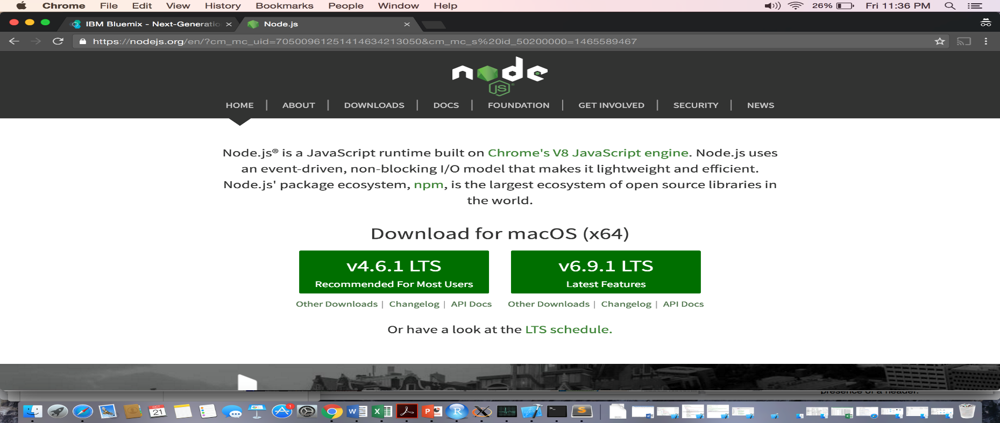 Chrome File Edit View History Bookmarks People Window Help 26% Fri 11:36 PM
IBM Bluemix - Next-Generatio Node.js
https://nodejs.org/en/?cm_mc_uid=70500961251414634213050&cm_mc_s%20id_50200000=1465589467
node
JS
HOME | ABOUT | DOWNLOADS | DOCS | FOUNDATION | GET INVOLVED | SECURITY | NEWS
Node.js® is a JavaScript runtime built on Chrome's V8 JavaScript engine. Node.js uses
an event-driven, non-blocking I/O model that makes it lightweight and efficient.
Node.js' package ecosystem, npm, is the largest ecosystem of open source libraries in
the world.
Download for macOS (x64)
v4.6.1 LTS v6.9.1 LTS
Recommended For Most Users Latest Features
Other Downloads | Changelog | API Docs Other Downloads | Changelog | API Docs
Or have a look at the LTS schedule.
presence of a header.
OCT
21
1
W X P R S
DOC